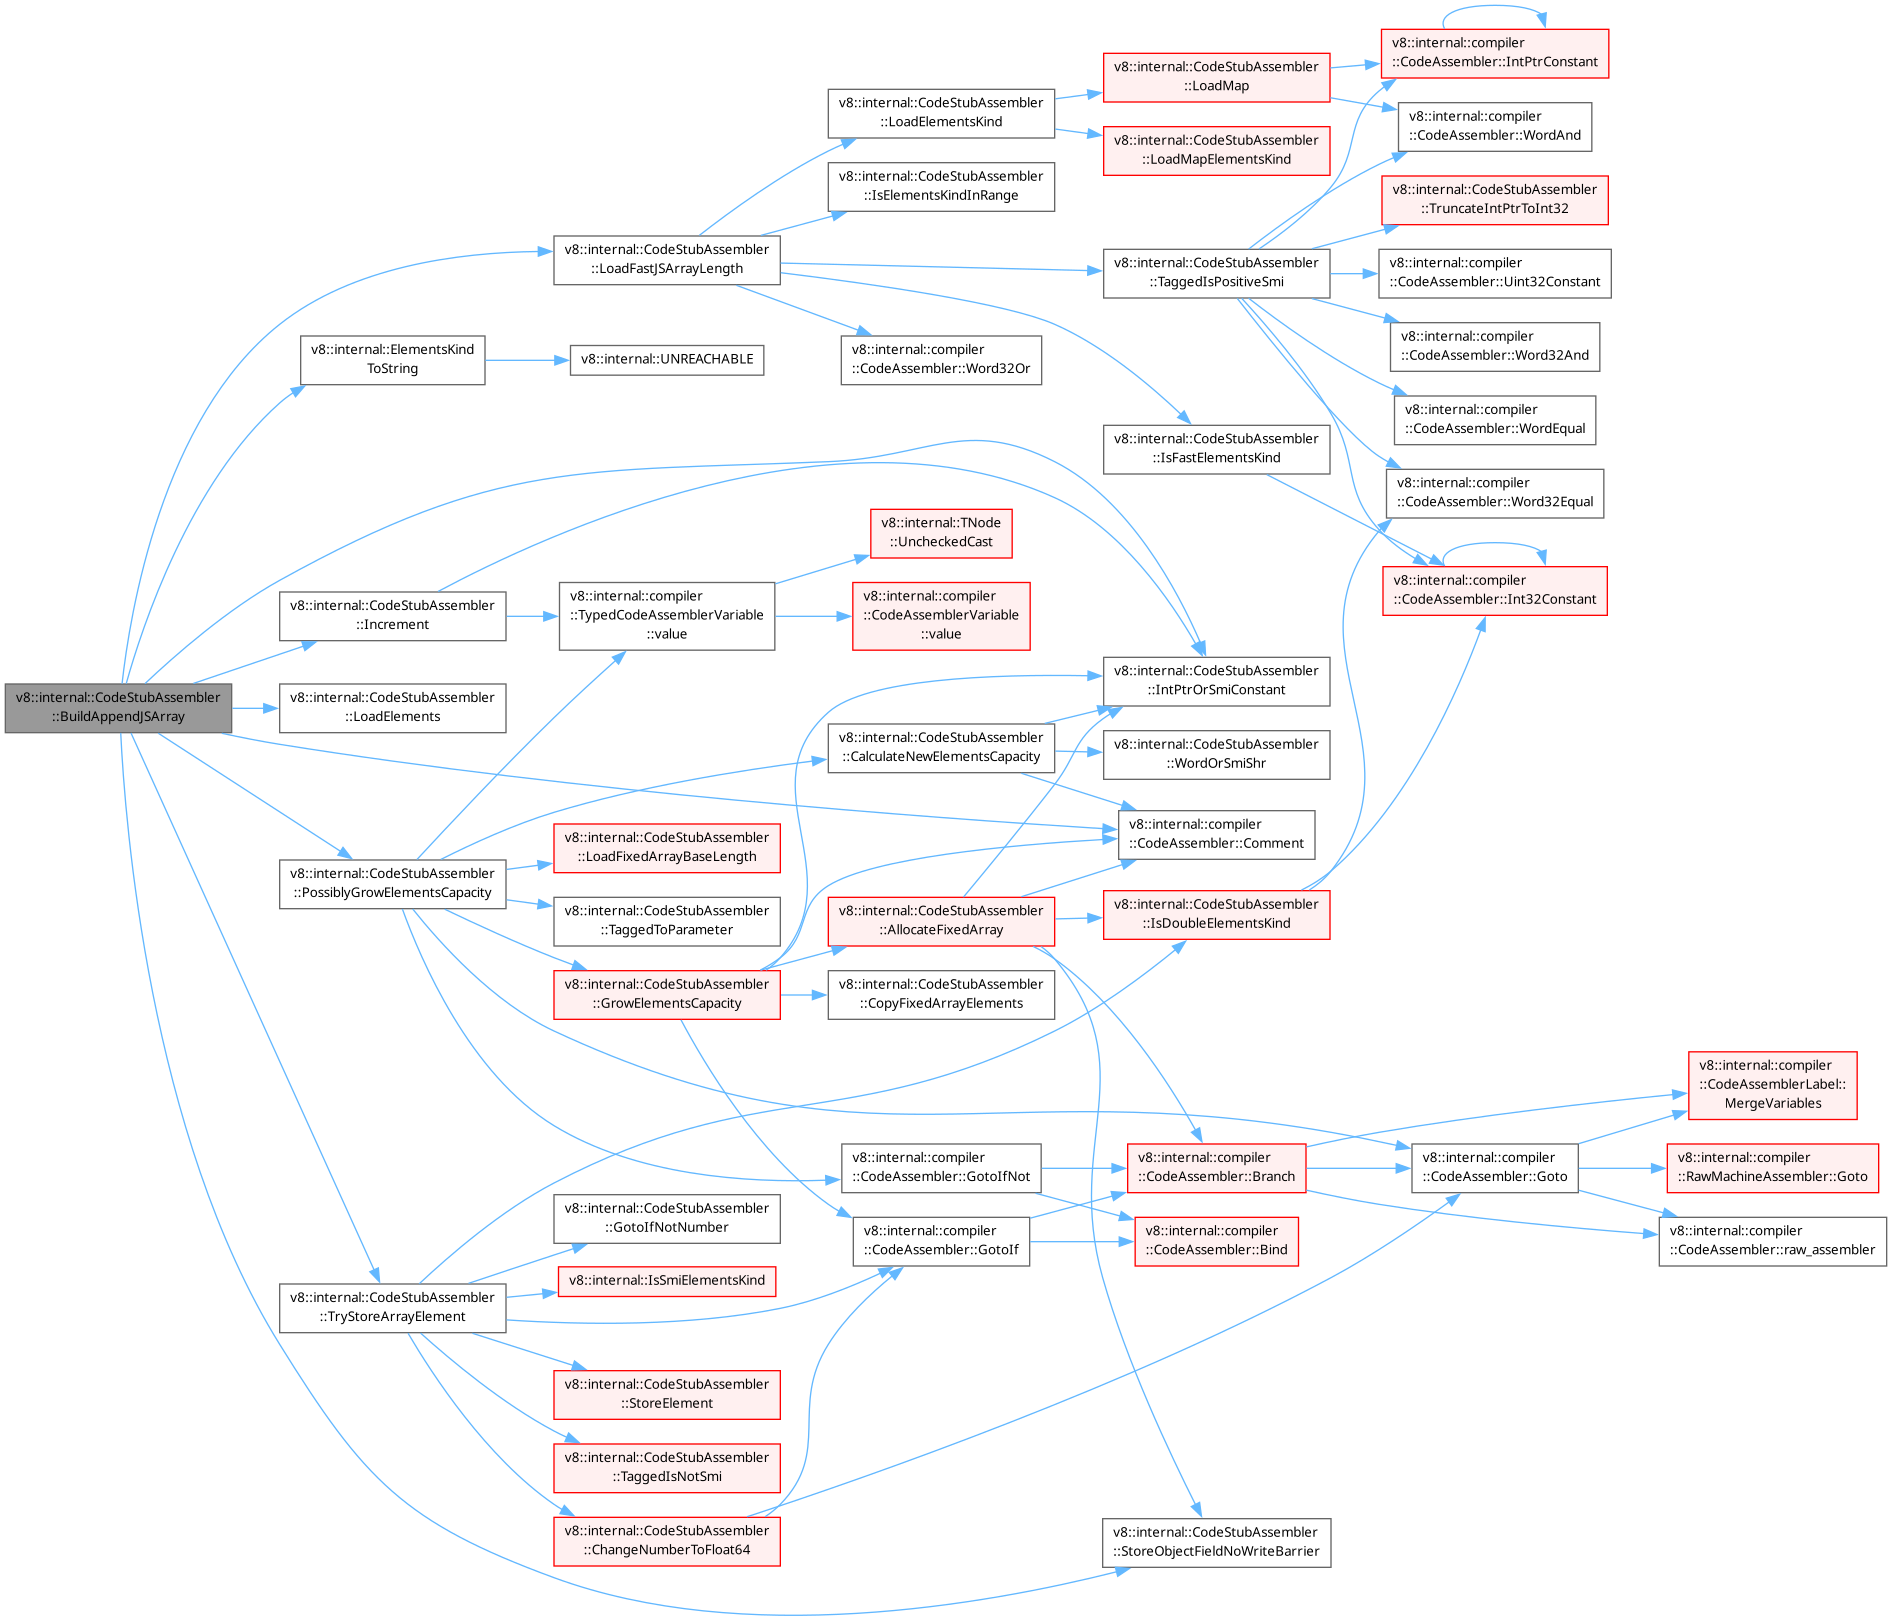 v8::internal::CodeStubAssembler
::BuildAppendJSArray
v8::internal::ElementsKind
ToString
v8::internal::CodeStubAssembler
::Increment
v8::internal::CodeStubAssembler
::LoadElements
v8::internal::CodeStubAssembler
::PossiblyGrowElementsCapacity
v8::internal::CodeStubAssembler
::TryStoreArrayElement
v8::internal::CodeStubAssembler
::LoadFastJSArrayLength
v8::internal::UNREACHABLE
v8::internal::compiler
::TypedCodeAssemblerVariable
::value
v8::internal::CodeStubAssembler
::LoadFixedArrayBaseLength
v8::internal::CodeStubAssembler
::TaggedToParameter
v8::internal::CodeStubAssembler
::GrowElementsCapacity
v8::internal::CodeStubAssembler
::GotoIfNotNumber
v8::internal::IsSmiElementsKind
v8::internal::CodeStubAssembler
::StoreElement
v8::internal::CodeStubAssembler
::TaggedIsNotSmi
v8::internal::CodeStubAssembler
::ChangeNumberToFloat64
v8::internal::CodeStubAssembler
::LoadElementsKind
v8::internal::CodeStubAssembler
::IsElementsKindInRange
v8::internal::compiler
::CodeAssembler::Word32Or
v8::internal::TNode
::UncheckedCast
v8::internal::compiler
::CodeAssemblerVariable
::value
v8::internal::CodeStubAssembler
::CalculateNewElementsCapacity
v8::internal::CodeStubAssembler
::AllocateFixedArray
v8::internal::CodeStubAssembler
::CopyFixedArrayElements
v8::internal::compiler
::CodeAssembler::GotoIfNot
v8::internal::compiler
::CodeAssembler::GotoIf
v8::internal::CodeStubAssembler
::LoadMap
v8::internal::CodeStubAssembler
::LoadMapElementsKind
v8::internal::CodeStubAssembler
::TaggedIsPositiveSmi
v8::internal::CodeStubAssembler
::IsFastElementsKind
v8::internal::CodeStubAssembler
::IntPtrOrSmiConstant
v8::internal::CodeStubAssembler
::WordOrSmiShr
v8::internal::compiler
::CodeAssembler::Comment
v8::internal::CodeStubAssembler
::IsDoubleElementsKind
v8::internal::compiler
::CodeAssembler::Branch
v8::internal::compiler
::CodeAssembler::Bind
v8::internal::CodeStubAssembler
::StoreObjectFieldNoWriteBarrier
v8::internal::compiler
::CodeAssembler::IntPtrConstant
v8::internal::compiler
::CodeAssembler::WordAnd
v8::internal::CodeStubAssembler
::TruncateIntPtrToInt32
v8::internal::compiler
::CodeAssembler::Uint32Constant
v8::internal::compiler
::CodeAssembler::Word32And
v8::internal::compiler
::CodeAssembler::WordEqual
v8::internal::compiler
::CodeAssembler::Word32Equal
v8::internal::compiler
::CodeAssembler::Int32Constant
v8::internal::compiler
::CodeAssembler::Goto
v8::internal::compiler
::CodeAssemblerLabel::
MergeVariables
v8::internal::compiler
::RawMachineAssembler::Goto
v8::internal::compiler
::CodeAssembler::raw_assembler